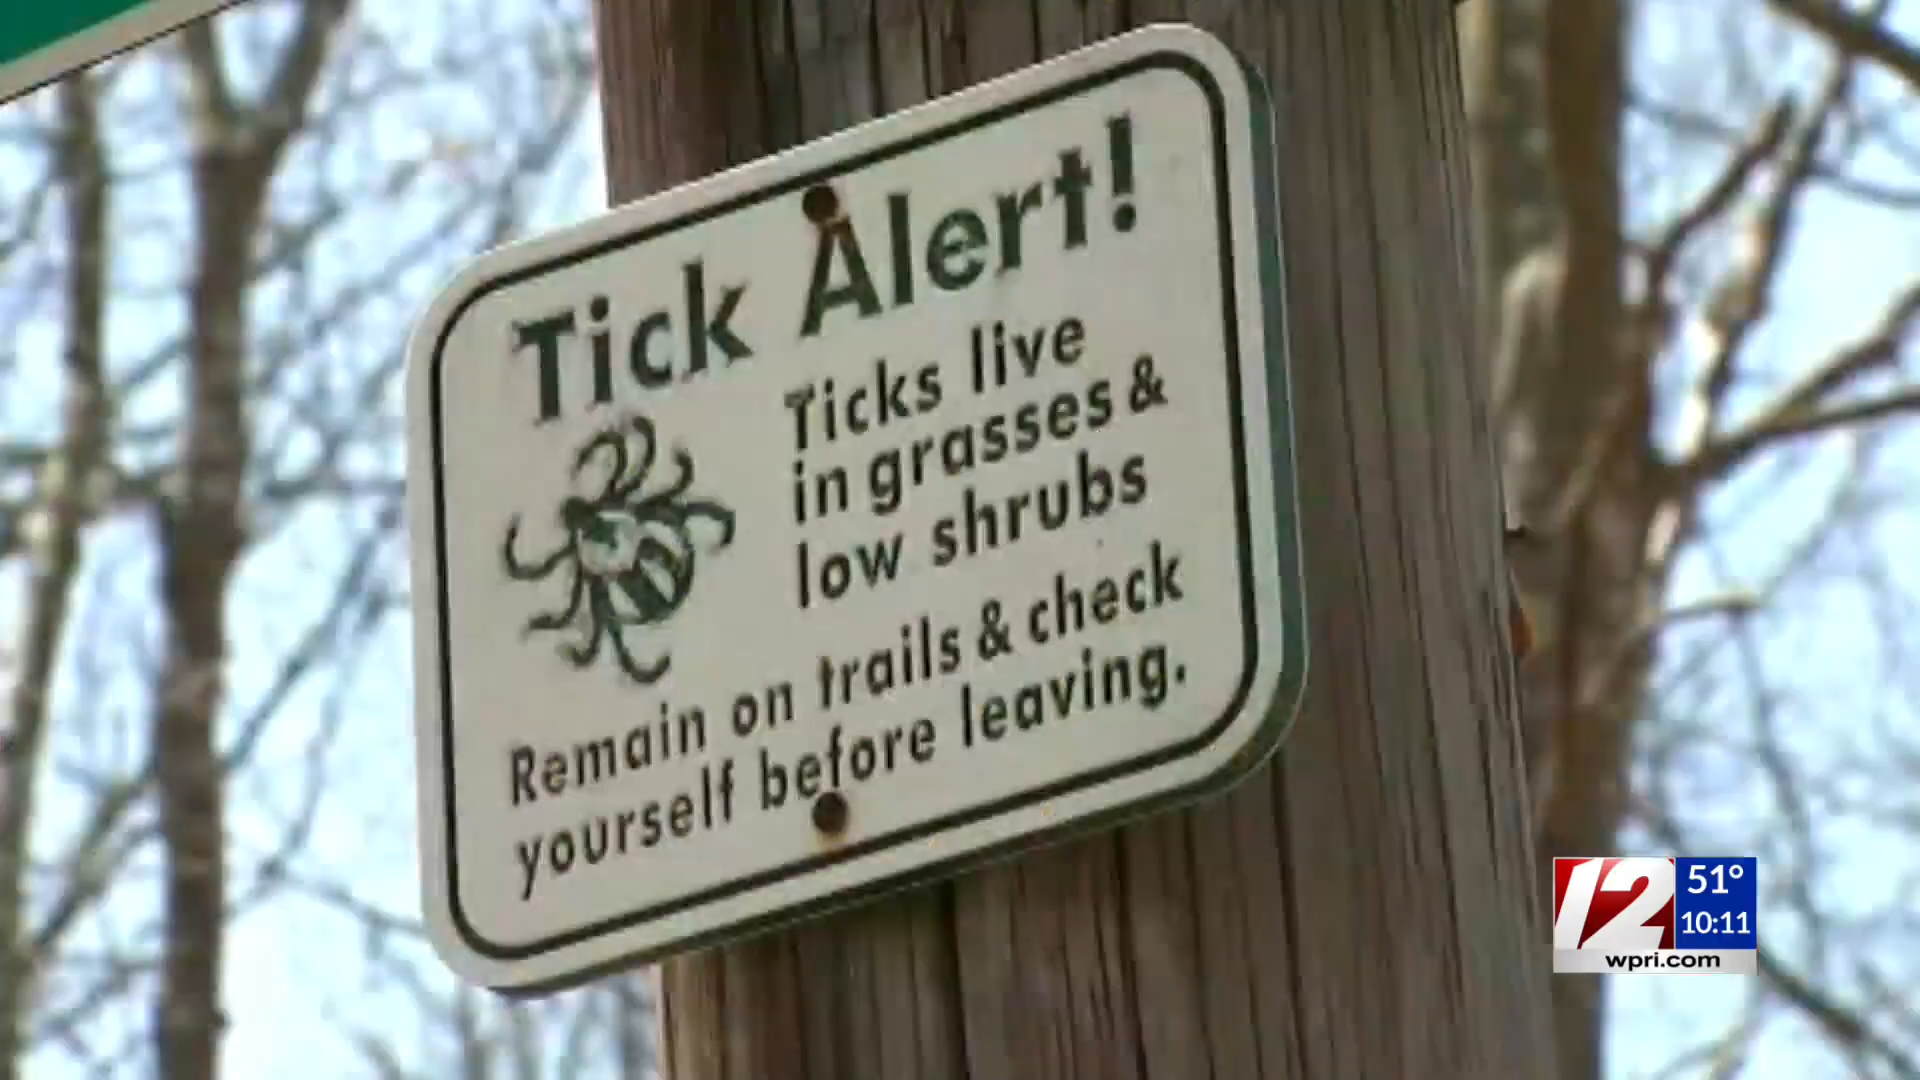 Tick Alert!
Ticks live
in grasses &
low shrubs
Remain on trails & check
yourself before leaving.
12
51°
10:11
wpri.com